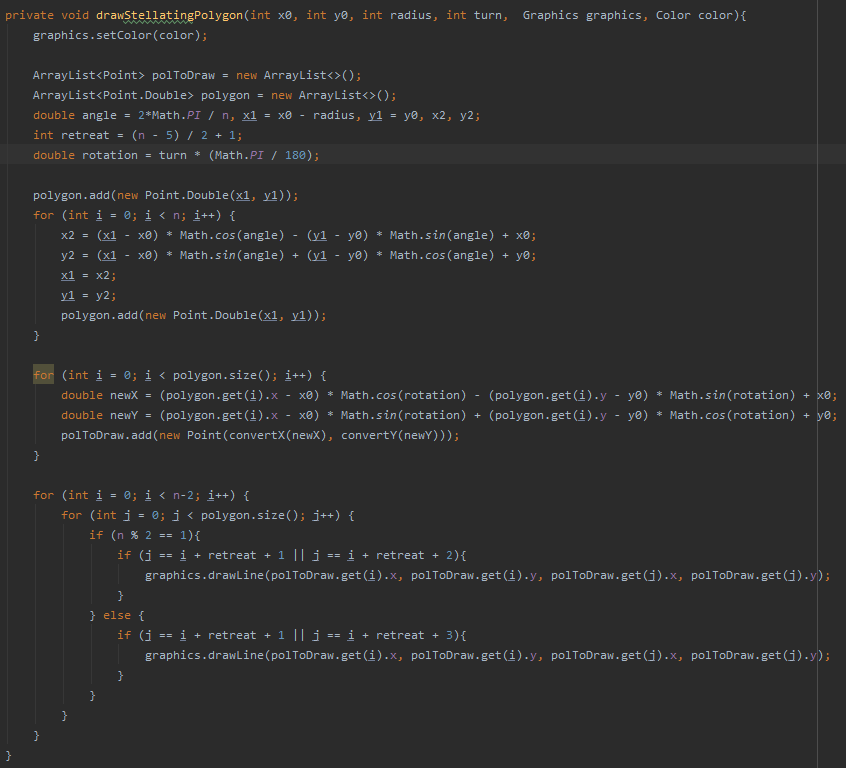 private void drawStellatingPolygon(int x0, int y0, int radius, int turn,  Graphics graphics, Color color){
    graphics.setColor(color);

    ArrayList<Point> polToDraw = new ArrayList<>();
    ArrayList<Point.Double> polygon = new ArrayList<>();
    double angle = 2*Math.PI / n, x1 = x0 - radius, y1 = y0, x2, y2;
    int retreat = (n - 5) / 2 + 1;
    double rotation = turn * (Math.PI / 180);

    polygon.add(new Point.Double(x1, y1));
    for (int i = 0; i < n; i++) {
        x2 = (x1 - x0) * Math.cos(angle) - (y1 - y0) * Math.sin(angle) + x0;
        y2 = (x1 - x0) * Math.sin(angle) + (y1 - y0) * Math.cos(angle) + y0;
        x1 = x2;
        y1 = y2;
        polygon.add(new Point.Double(x1, y1));
    }

    for (int i = 0; i < polygon.size(); i++) {
        double newX = (polygon.get(i).x - x0) * Math.cos(rotation) - (polygon.get(i).y - y0) * Math.sin(rotation) + x0;
        double newY = (polygon.get(i).x - x0) * Math.sin(rotation) + (polygon.get(i).y - y0) * Math.cos(rotation) + y0;
        polToDraw.add(new Point(convertX(newX), convertY(newY)));
    }

    for (int i = 0; i < n-2; i++) {
        for (int j = 0; j < polygon.size(); j++) {
            if (n % 2 == 1){
                if (j == i + retreat + 1 || j == i + retreat + 2){
                    graphics.drawLine(polToDraw.get(i).x, polToDraw.get(i).y, polToDraw.get(j).x, polToDraw.get(j).y);
                }
            } else {
                if (j == i + retreat + 1 || j == i + retreat + 3){
                    graphics.drawLine(polToDraw.get(i).x, polToDraw.get(i).y, polToDraw.get(j).x, polToDraw.get(j).y);
                }
            }
        }
    }
}